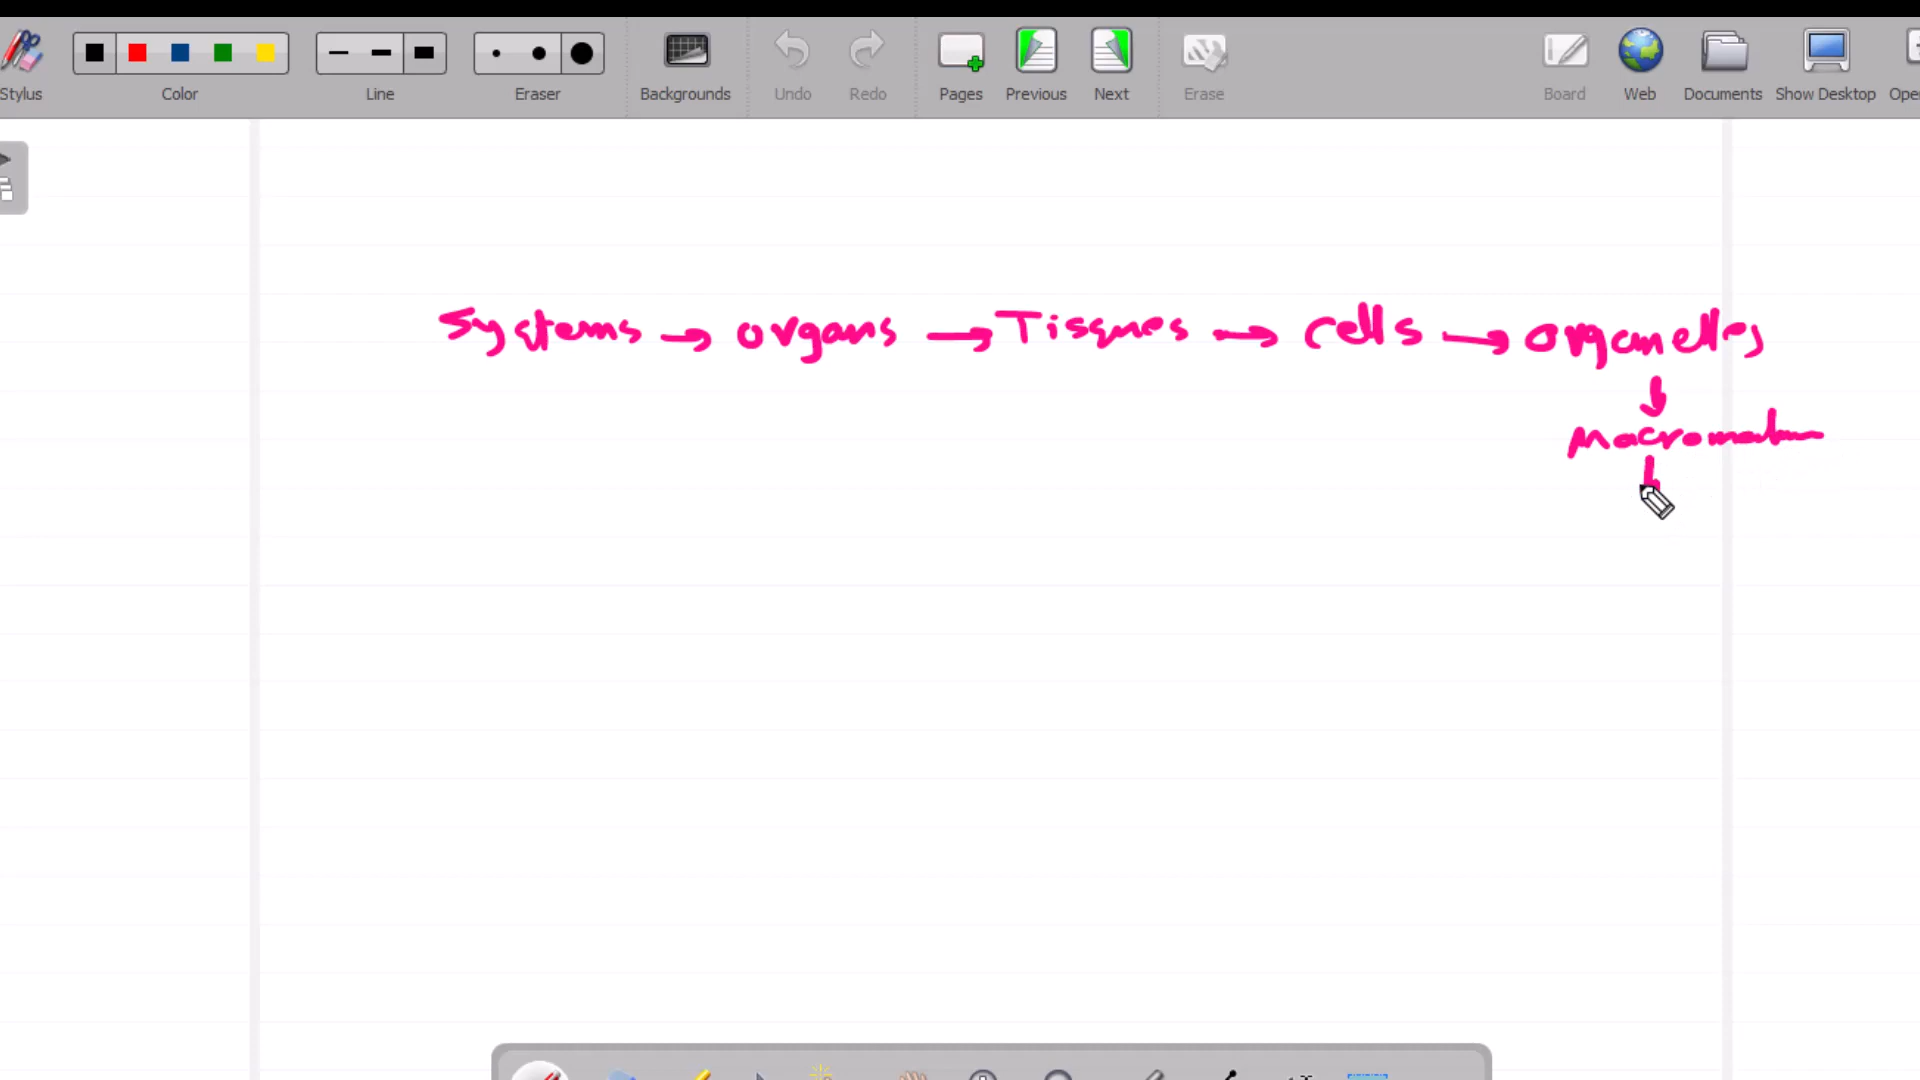 Stylus Color Line Eraser Backgrounds Undo Redo Pages Previous Next Erase Board Web Documents Show Desktop Ope
Systems → organs → Tissues → cells → organelles
↓